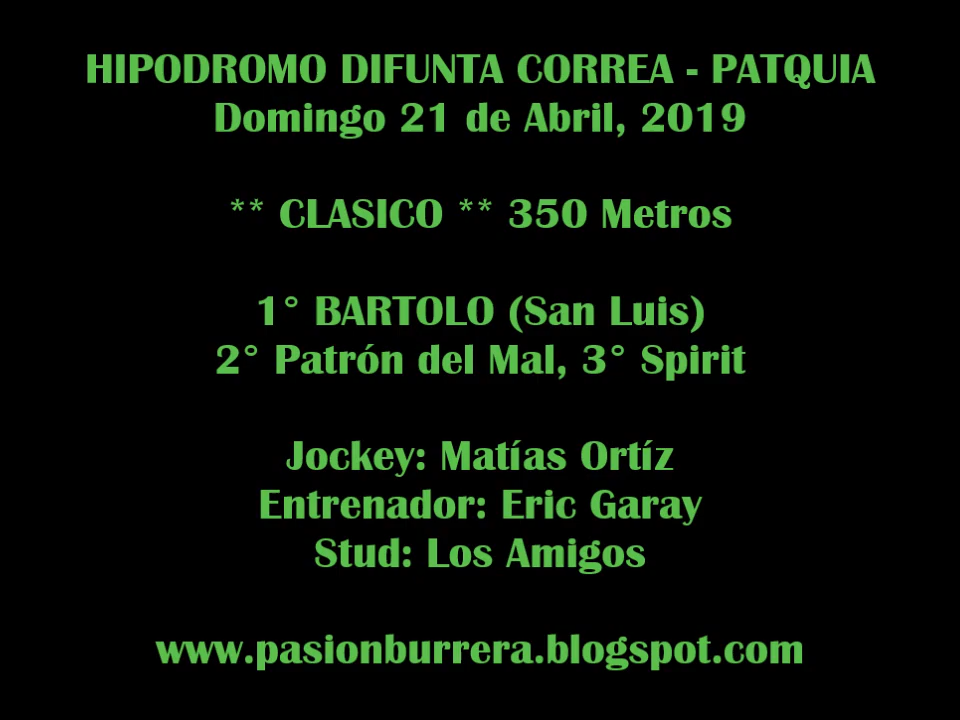 HIPODROMO DIFUNTA CORREA - PATQUIA
Domingo 21 de Abril, 2019
** CLASICO ** 350 Metros
1° BARTOLO (San Luis)
2° Patrón del Mal, 3° Spirit
Jockey: Matías Ortíz
Entrenador: Eric Garay
Stud: Los Amigos
www.pasionburrera.blogspot.com